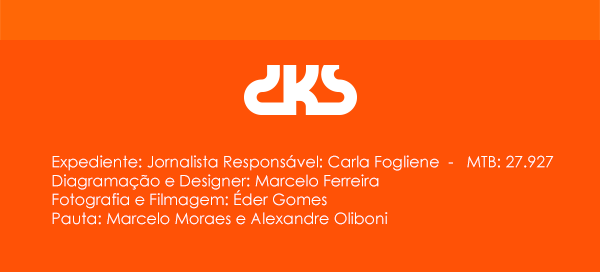 DKS
Expediente: Jornalista Responsável: Carla Fogliene - MTB: 27.927
Diagramação e Designer: Marcelo Ferreira
Fotografia e Filmagem: Éder Gomes
Pauta: Marcelo Moraes e Alexandre Oliboni